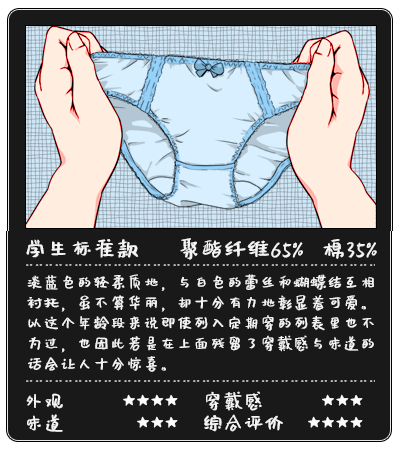 学生标准款 聚酯纤维65% 棉35%
淡蓝色的轻柔质地，与白色的蕾丝和蝴蝶结互相
衬托，虽不算华丽，却十分有力地彰显着可爱。
以这个年龄段来说即使列入定期穿的列表里也不
为过，也因此若是在上面残留了穿戴感与味道的
话会让人十分惊喜。
外观 ★★★★ 穿戴感 ★★★
味道 ★★★ 综合评价 ★★★★